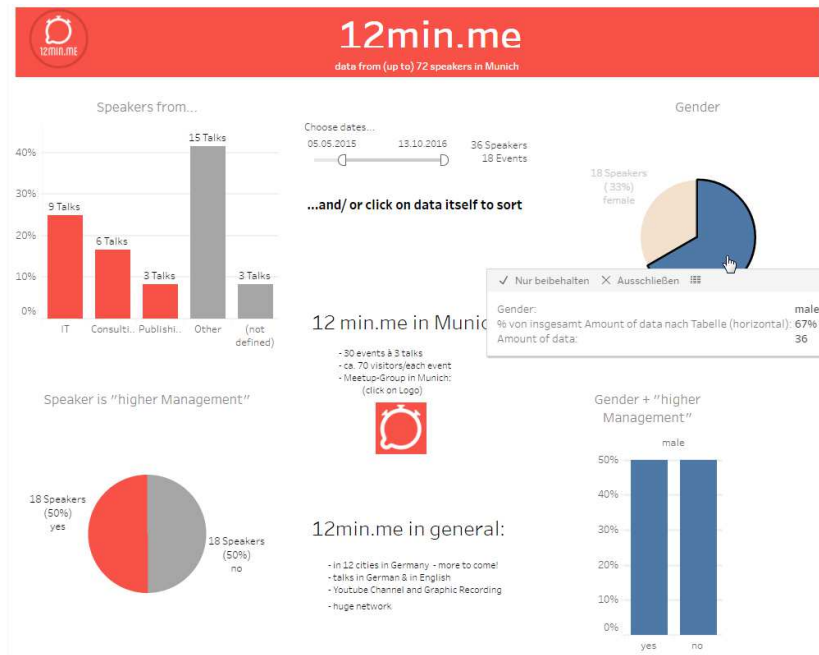 12MIN.ME
12min.me
data from (up to) 72 speakers in Munich
Speakers from...
15 Talks
9 Talks
6 Talks
3 Talks
3 Talks
40%
30%
20%
10%
0%
IT
Consulti..
Publishi..
Other
(not
defined)
Choose dates...
05.05.2015
13.10.2016
36 Speakers
18 Events
...and/ or click on data itself to sort
Gender
18 Speakers
(33%)
female
Nur beibehalten
Ausschließen
Gender: male
% von insgesamt Amount of data nach Tabelle (horizontal): 67%
Amount of data: 36
12 min.me in Munic
- 30 events à 3 talks
- ca. 70 visitors/each event
- Meetup-Group in Munich:
(click on Logo)
Speaker is "higher Management"
18 Speakers
(50%)
yes
18 Speakers
(50%)
no
12min.me in general:
- in 12 cities in Germany - more to come!
- talks in German & in English
- Youtube Channel and Graphic Recording
- huge network
Gender + "higher
Management"
male
50%
40%
30%
20%
10%
0%
yes
no